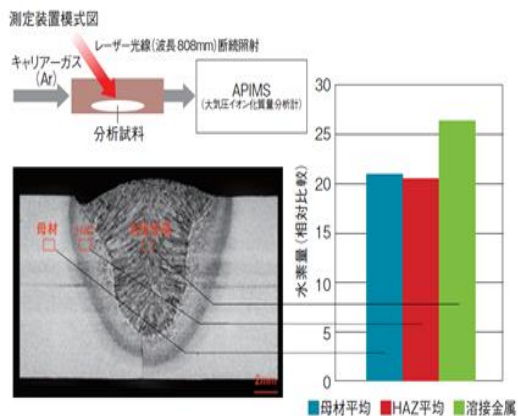 測定装置模式図
レーザー光線(波長808mm)断続照射
キャリアーガス
(Ar)
APIMS
(大気圧イオン化質量分析計)
分析試料
母材
HAZ
2mm
水素量(相対比較)
30
25
20
15
10
5
0
母材平均 HAZ平均 溶接金属